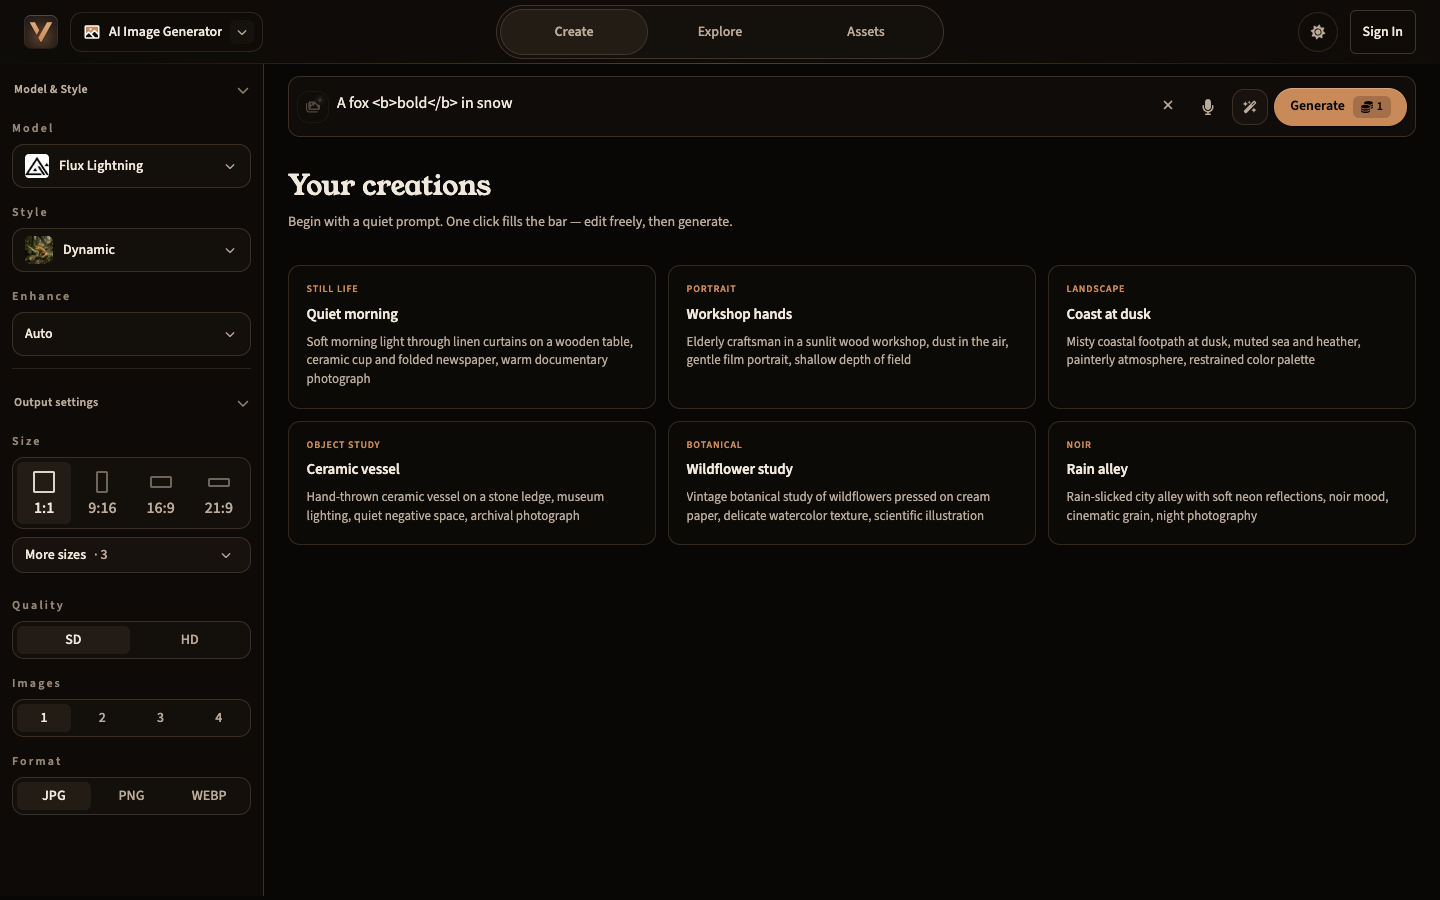 AI Image Generator
Create
Explore
Assets
Sign In
Model & Style
Model
Flux Lightning
Style
Dynamic
Enhance
Auto
Output settings
Size
1:1
9:16
16:9
21:9
More sizes · 3
Quality
SD
HD
Images
1
2
3
4
Format
JPG
PNG
WEBP
A fox <b>bold</b> in snow
Generate
1
Your creations
Begin with a quiet prompt. One click fills the bar — edit freely, then generate.
STILL LIFE
Quiet morning
Soft morning light through linen curtains on a wooden table,
ceramic cup and folded newspaper, warm documentary
photograph
PORTRAIT
Workshop hands
Elderly craftsman in a sunlit wood workshop, dust in the air,
gentle film portrait, shallow depth of field
LANDSCAPE
Coast at dusk
Misty coastal footpath at dusk, muted sea and heather,
painterly atmosphere, restrained color palette
OBJECT STUDY
Ceramic vessel
Hand-thrown ceramic vessel on a stone ledge, museum
lighting, quiet negative space, archival photograph
BOTANICAL
Wildflower study
Vintage botanical study of wildflowers pressed on cream
paper, delicate watercolor texture, scientific illustration
NOIR
Rain alley
Rain-slicked city alley with soft neon reflections, noir mood,
cinematic grain, night photography